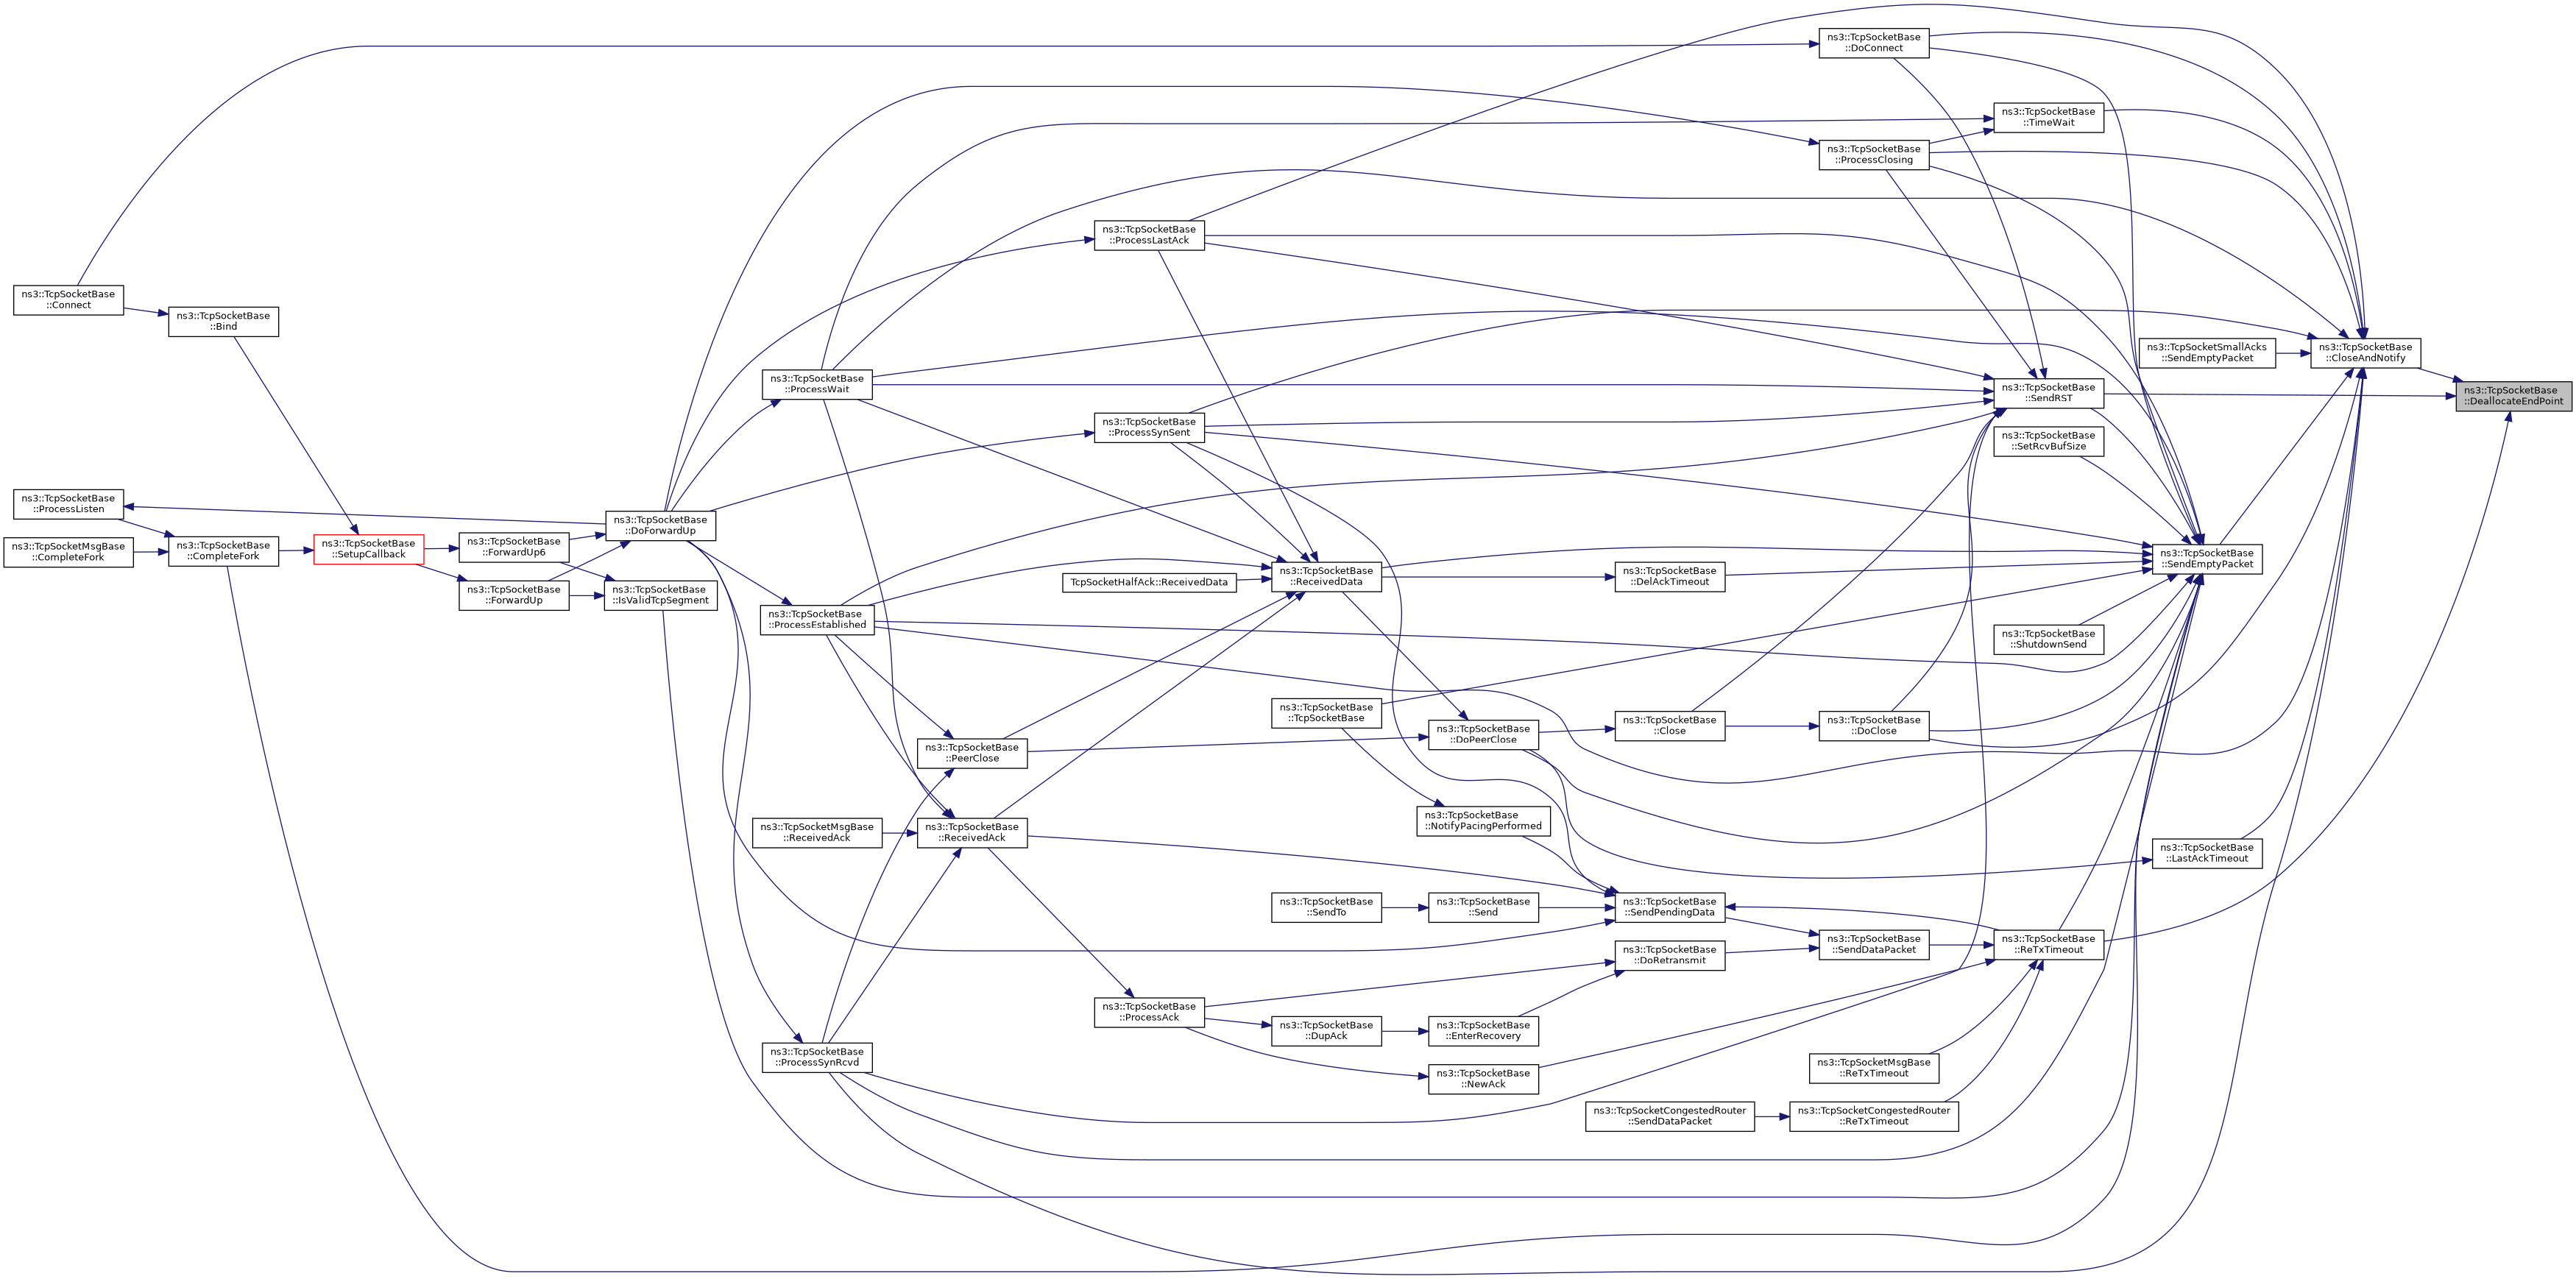 ns3::TcpSocketBase
::DoConnect
ns3::TcpSocketBase
::TimeWait
ns3::TcpSocketBase
::ProcessClosing
ns3::TcpSocketBase
::ProcessLastAck
ns3::TcpSocketBase
::Connect
ns3::TcpSocketBase
::Bind
ns3::TcpSocketSmallAcks
::SendEmptyPacket
ns3::TcpSocketBase
::CloseAndNotify
ns3::TcpSocketBase
::ProcessWait
ns3::TcpSocketBase
::SendRST
ns3::TcpSocketBase
::DeallocateEndPoint
ns3::TcpSocketBase
::ProcessSynSent
ns3::TcpSocketBase
::SetRcvBufSize
ns3::TcpSocketBase
::ProcessListen
ns3::TcpSocketBase
::DoForwardUp
ns3::TcpSocketMsgBase
::CompleteFork
ns3::TcpSocketBase
::CompleteFork
ns3::TcpSocketBase
::SetupCallback
ns3::TcpSocketBase
::ForwardUp6
ns3::TcpSocketBase
::SendEmptyPacket
ns3::TcpSocketBase
::ForwardUp
ns3::TcpSocketBase
::IsValidTcpSegment
TcpSocketHalfAck::ReceivedData
ns3::TcpSocketBase
::ReceivedData
ns3::TcpSocketBase
::DelAckTimeout
ns3::TcpSocketBase
::ProcessEstablished
ns3::TcpSocketBase
::ShutdownSend
ns3::TcpSocketBase
::TcpSocketBase
ns3::TcpSocketBase
::DoPeerClose
ns3::TcpSocketBase
::Close
ns3::TcpSocketBase
::DoClose
ns3::TcpSocketBase
::PeerClose
ns3::TcpSocketBase
::NotifyPacingPerformed
ns3::TcpSocketMsgBase
::ReceivedAck
ns3::TcpSocketBase
::ReceivedAck
ns3::TcpSocketBase
::LastAckTimeout
ns3::TcpSocketBase
::SendTo
ns3::TcpSocketBase
::Send
ns3::TcpSocketBase
::SendPendingData
ns3::TcpSocketBase
::DoRetransmit
ns3::TcpSocketBase
::SendDataPacket
ns3::TcpSocketBase
::ReTxTimeout
ns3::TcpSocketBase
::ProcessAck
ns3::TcpSocketBase
::DupAck
ns3::TcpSocketBase
::EnterRecovery
ns3::TcpSocketBase
::ProcessSynRcvd
ns3::TcpSocketBase
::NewAck
ns3::TcpSocketMsgBase
::ReTxTimeout
ns3::TcpSocketCongestedRouter
::SendDataPacket
ns3::TcpSocketCongestedRouter
::ReTxTimeout